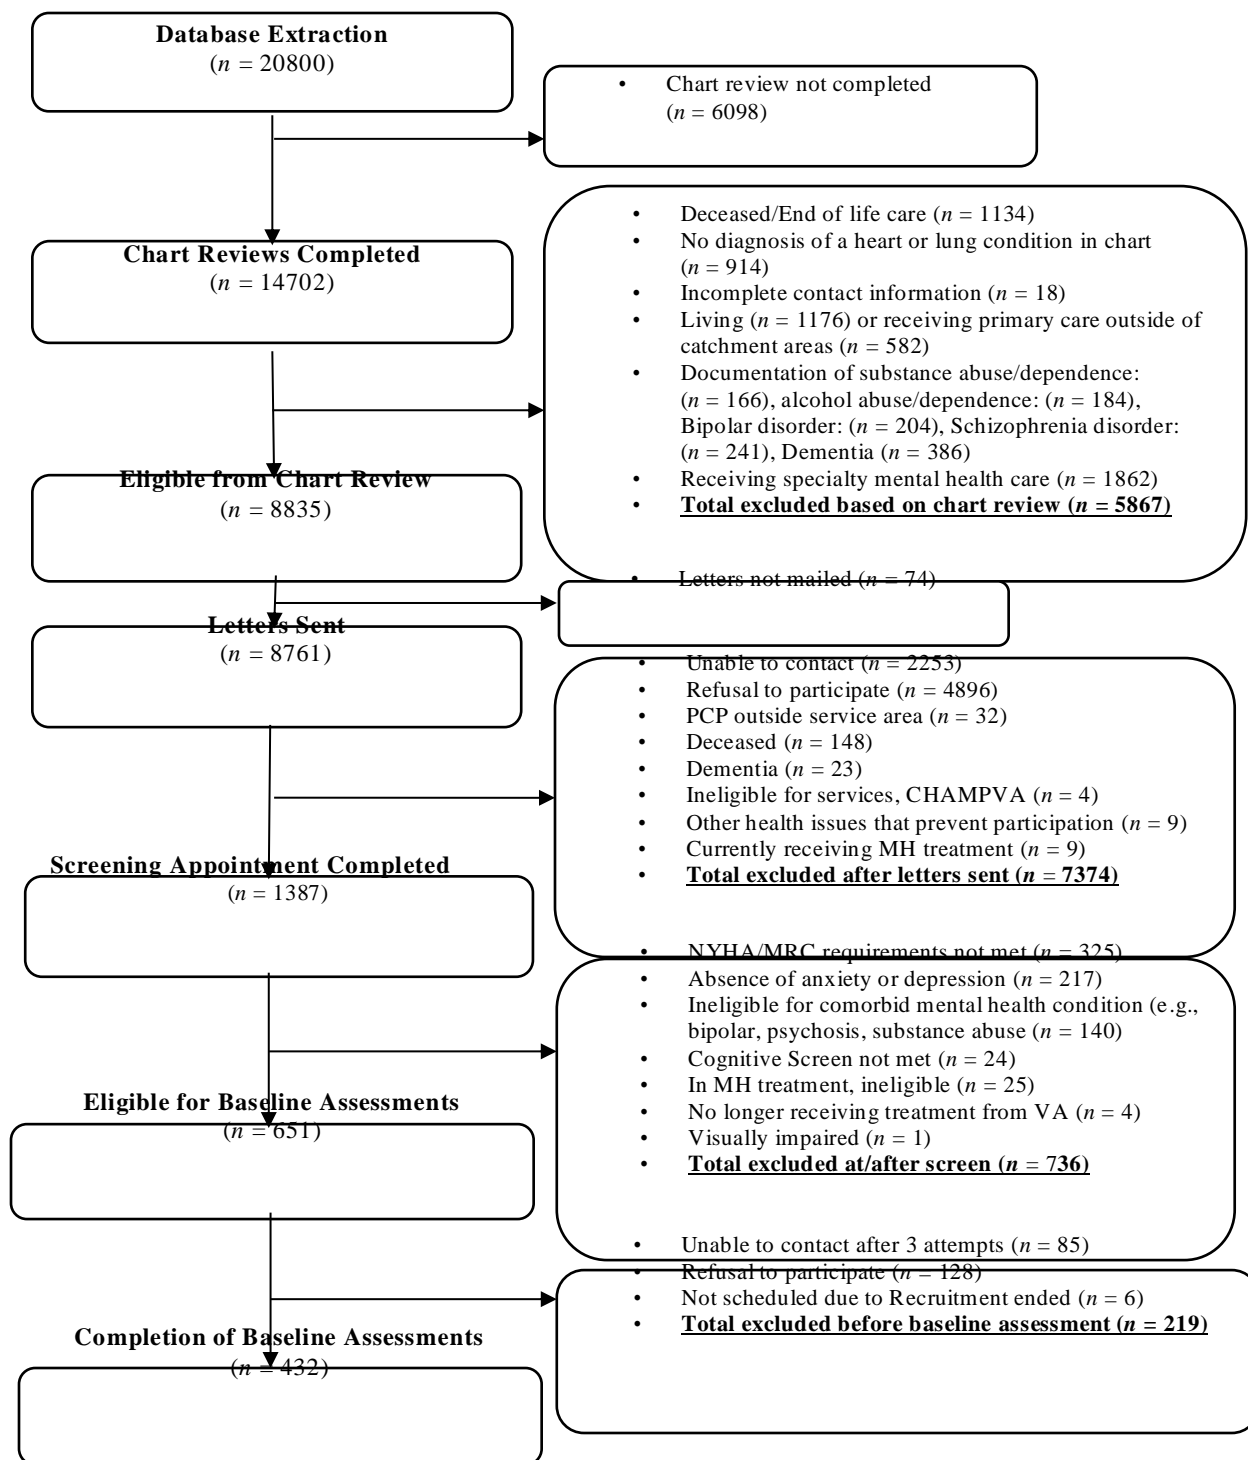 Database Extraction
(n = 20800)
• Chart review not completed
(n = 6098)
Chart Reviews Completed
(n = 14702)
• Deceased/End of life care (n = 1134)
• No diagnosis of a heart or lung condition in chart
(n = 914)
• Incomplete contact information (n = 18)
• Living (n = 1176) or receiving primary care outside of
catchment areas (n = 582)
• Documentation of substance abuse/dependence:
(n = 166), alcohol abuse/dependence: (n = 184),
Bipolar disorder: (n = 204), Schizophrenia disorder:
(n = 241), Dementia (n = 386)
• Receiving specialty mental health care (n = 1862)
• Total excluded based on chart review (n = 5867)
Eligible from Chart Review
(n = 8835)
• Letters not mailed (n = 74)
Letters Sent
(n = 8761)
• Unable to contact (n = 2253)
• Refusal to participate (n = 4896)
• PCP outside service area (n = 32)
• Deceased (n = 148)
• Dementia (n = 23)
• Ineligible for services, CHAMPVA (n = 4)
• Other health issues that prevent participation (n = 9)
• Currently receiving MH treatment (n = 9)
• Total excluded after letters sent (n = 7374)
Screening Appointment Completed
(n = 1387)
• NYHA/MRC requirements not met (n = 325)
• Absence of anxiety or depression (n = 217)
• Ineligible for comorbid mental health condition (e.g.,
bipolar, psychosis, substance abuse (n = 140)
• Cognitive Screen not met (n = 24)
• In MH treatment, ineligible (n = 25)
• No longer receiving treatment from VA (n = 4)
• Visually impaired (n = 1)
• Total excluded at/after screen (n = 736)
Eligible for Baseline Assessments
(n = 651)
• Unable to contact after 3 attempts (n = 85)
• Refusal to participate (n = 128)
• Not scheduled due to Recruitment ended (n = 6)
• Total excluded before baseline assessment (n = 219)
Completion of Baseline Assessments
(n = 432)